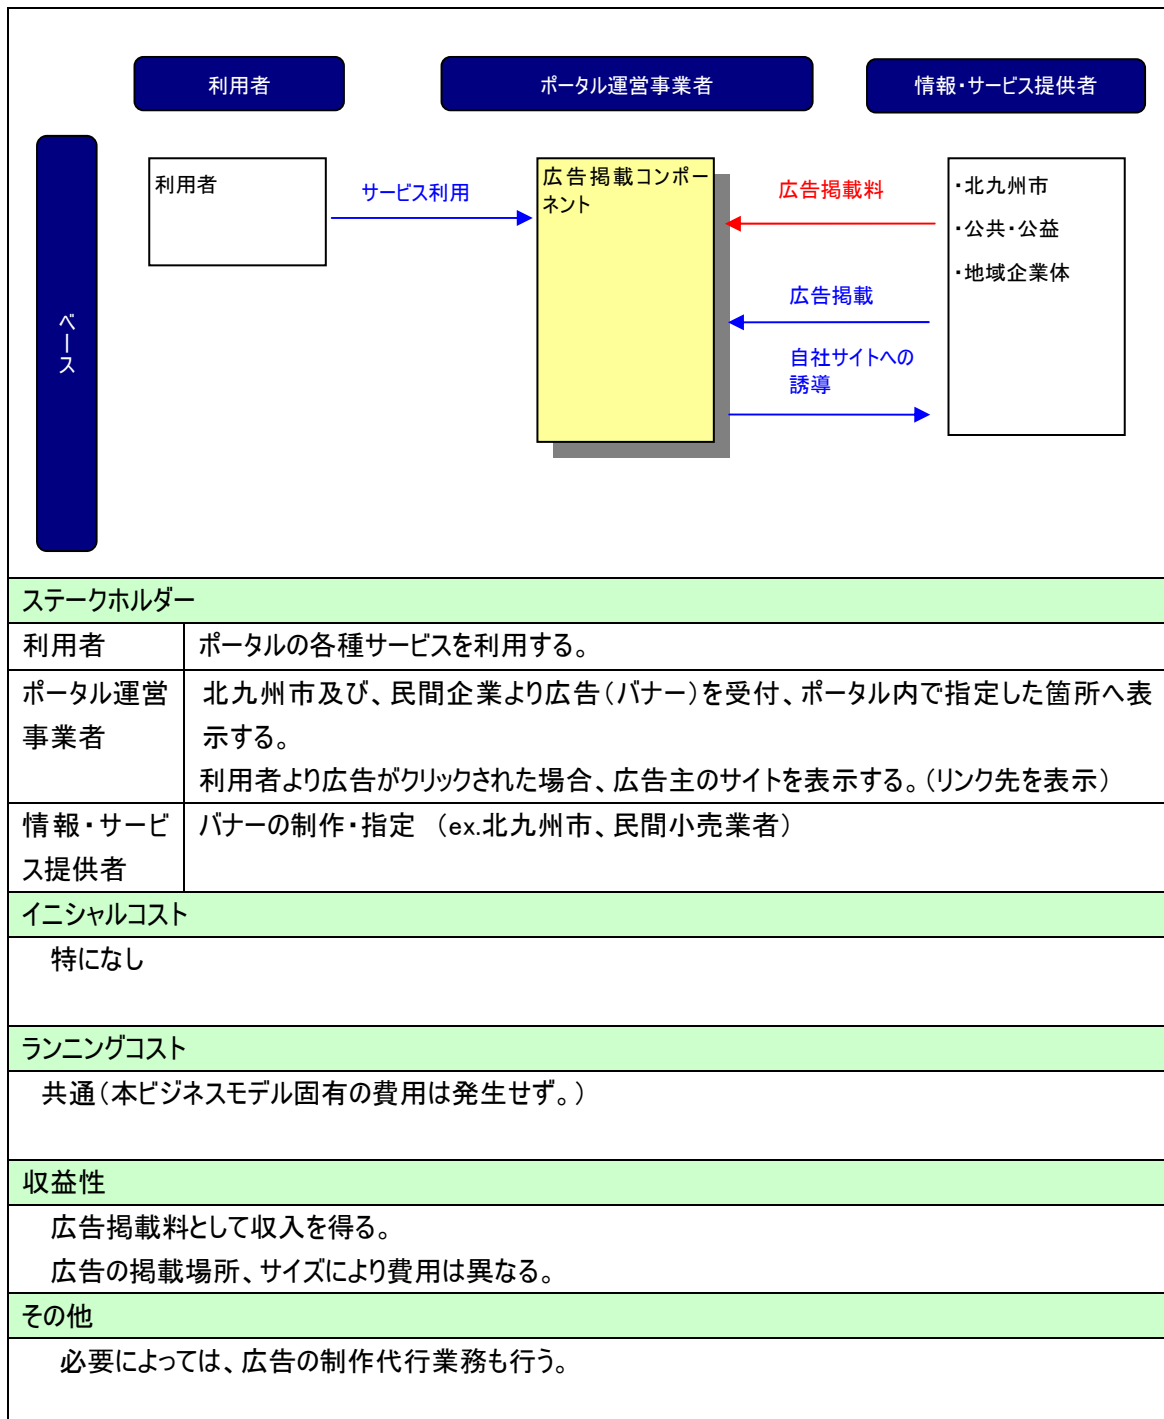 利用者
ポータル運営事業者
情報・サービス提供者
ベース
利用者
サービス利用
広告掲載コンポー
ネント
広告掲載料
広告掲載
自社サイトへの
誘導
・北九州市
・公共・公益
・地域企業体
ステークホルダー
利用者
ポータルの各種サービスを利用する。
ポータル運営
事業者
北九州市及び、民間企業より広告（バナー）を受付、ポータル内で指定した箇所へ表
示する。
利用者より広告がクリックされた場合、広告主のサイトを表示する。（リンク先を表示）
情報・サービ
ス提供者
バナーの制作・指定　（ex.北九州市、民間小売業者）
イニシャルコスト
特になし
ランニングコスト
共通（本ビジネスモデル固有の費用は発生せず。）
収益性
広告掲載料として収入を得る。
広告の掲載場所、サイズにより費用は異なる。
その他
必要によっては、広告の制作代行業務も行う。